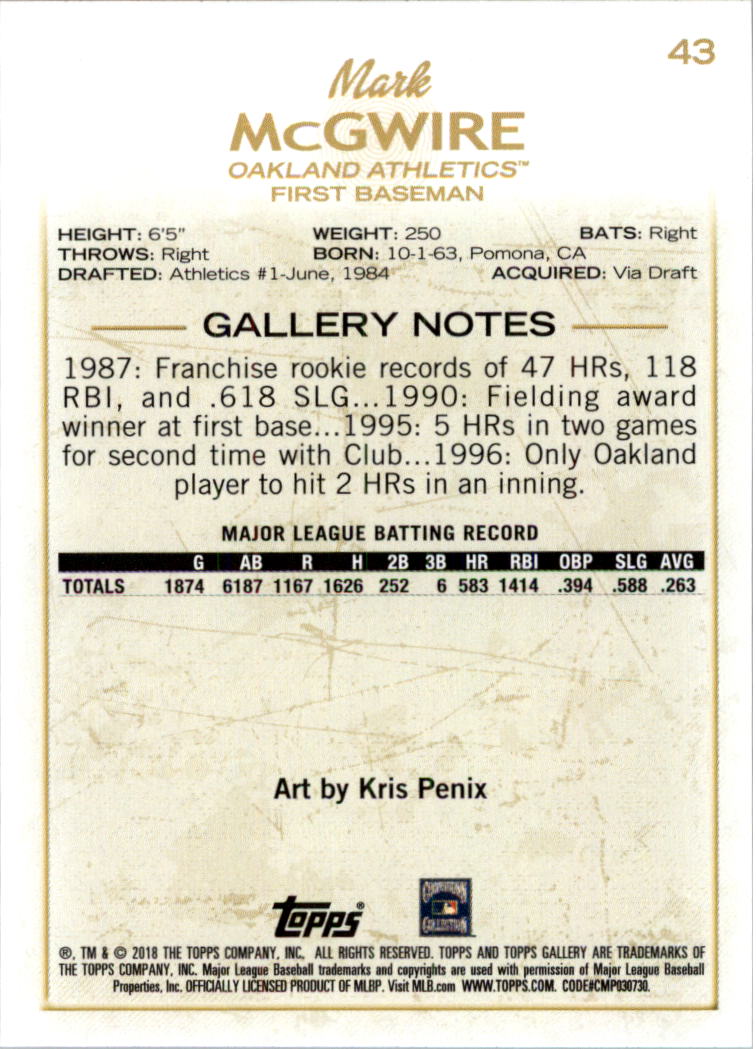 43
Mark
McGWIRE
OAKLAND ATHLETICS™
FIRST BASEMAN
HEIGHT: 6'5" WEIGHT: 250 BATS: Right
THROWS: Right BORN: 10-1-63, Pomona, CA
DRAFTED: Athletics #1-June, 1984 ACQUIRED: Via Draft
GALLERY NOTES
1987: Franchise rookie records of 47 HRs, 118
RBI, and .618 SLG...1990: Fielding award
winner at first base...1995: 5 HRs in two games
for second time with Club...1996: Only Oakland
player to hit 2 HRs in an inning.
MAJOR LEAGUE BATTING RECORD
G AB R H 2B 3B HR RBI OBP SLG AVG
TOTALS 1874 6187 1167 1626 252 6 583 1414 .394 .588 .263
Art by Kris Penix
Topps®
COOPERSTOWN
COLLECTION
®, TM & © 2018 THE TOPPS COMPANY, INC. ALL RIGHTS RESERVED. TOPPS AND TOPPS GALLERY ARE TRADEMARKS OF
THE TOPPS COMPANY, INC. Major League Baseball trademarks and copyrights are used with permission of Major League Baseball
Properties, Inc. OFFICIALLY LICENSED PRODUCT OF MLBP. Visit MLB.com WWW.TOPPS.COM. CODE#CMP030730.